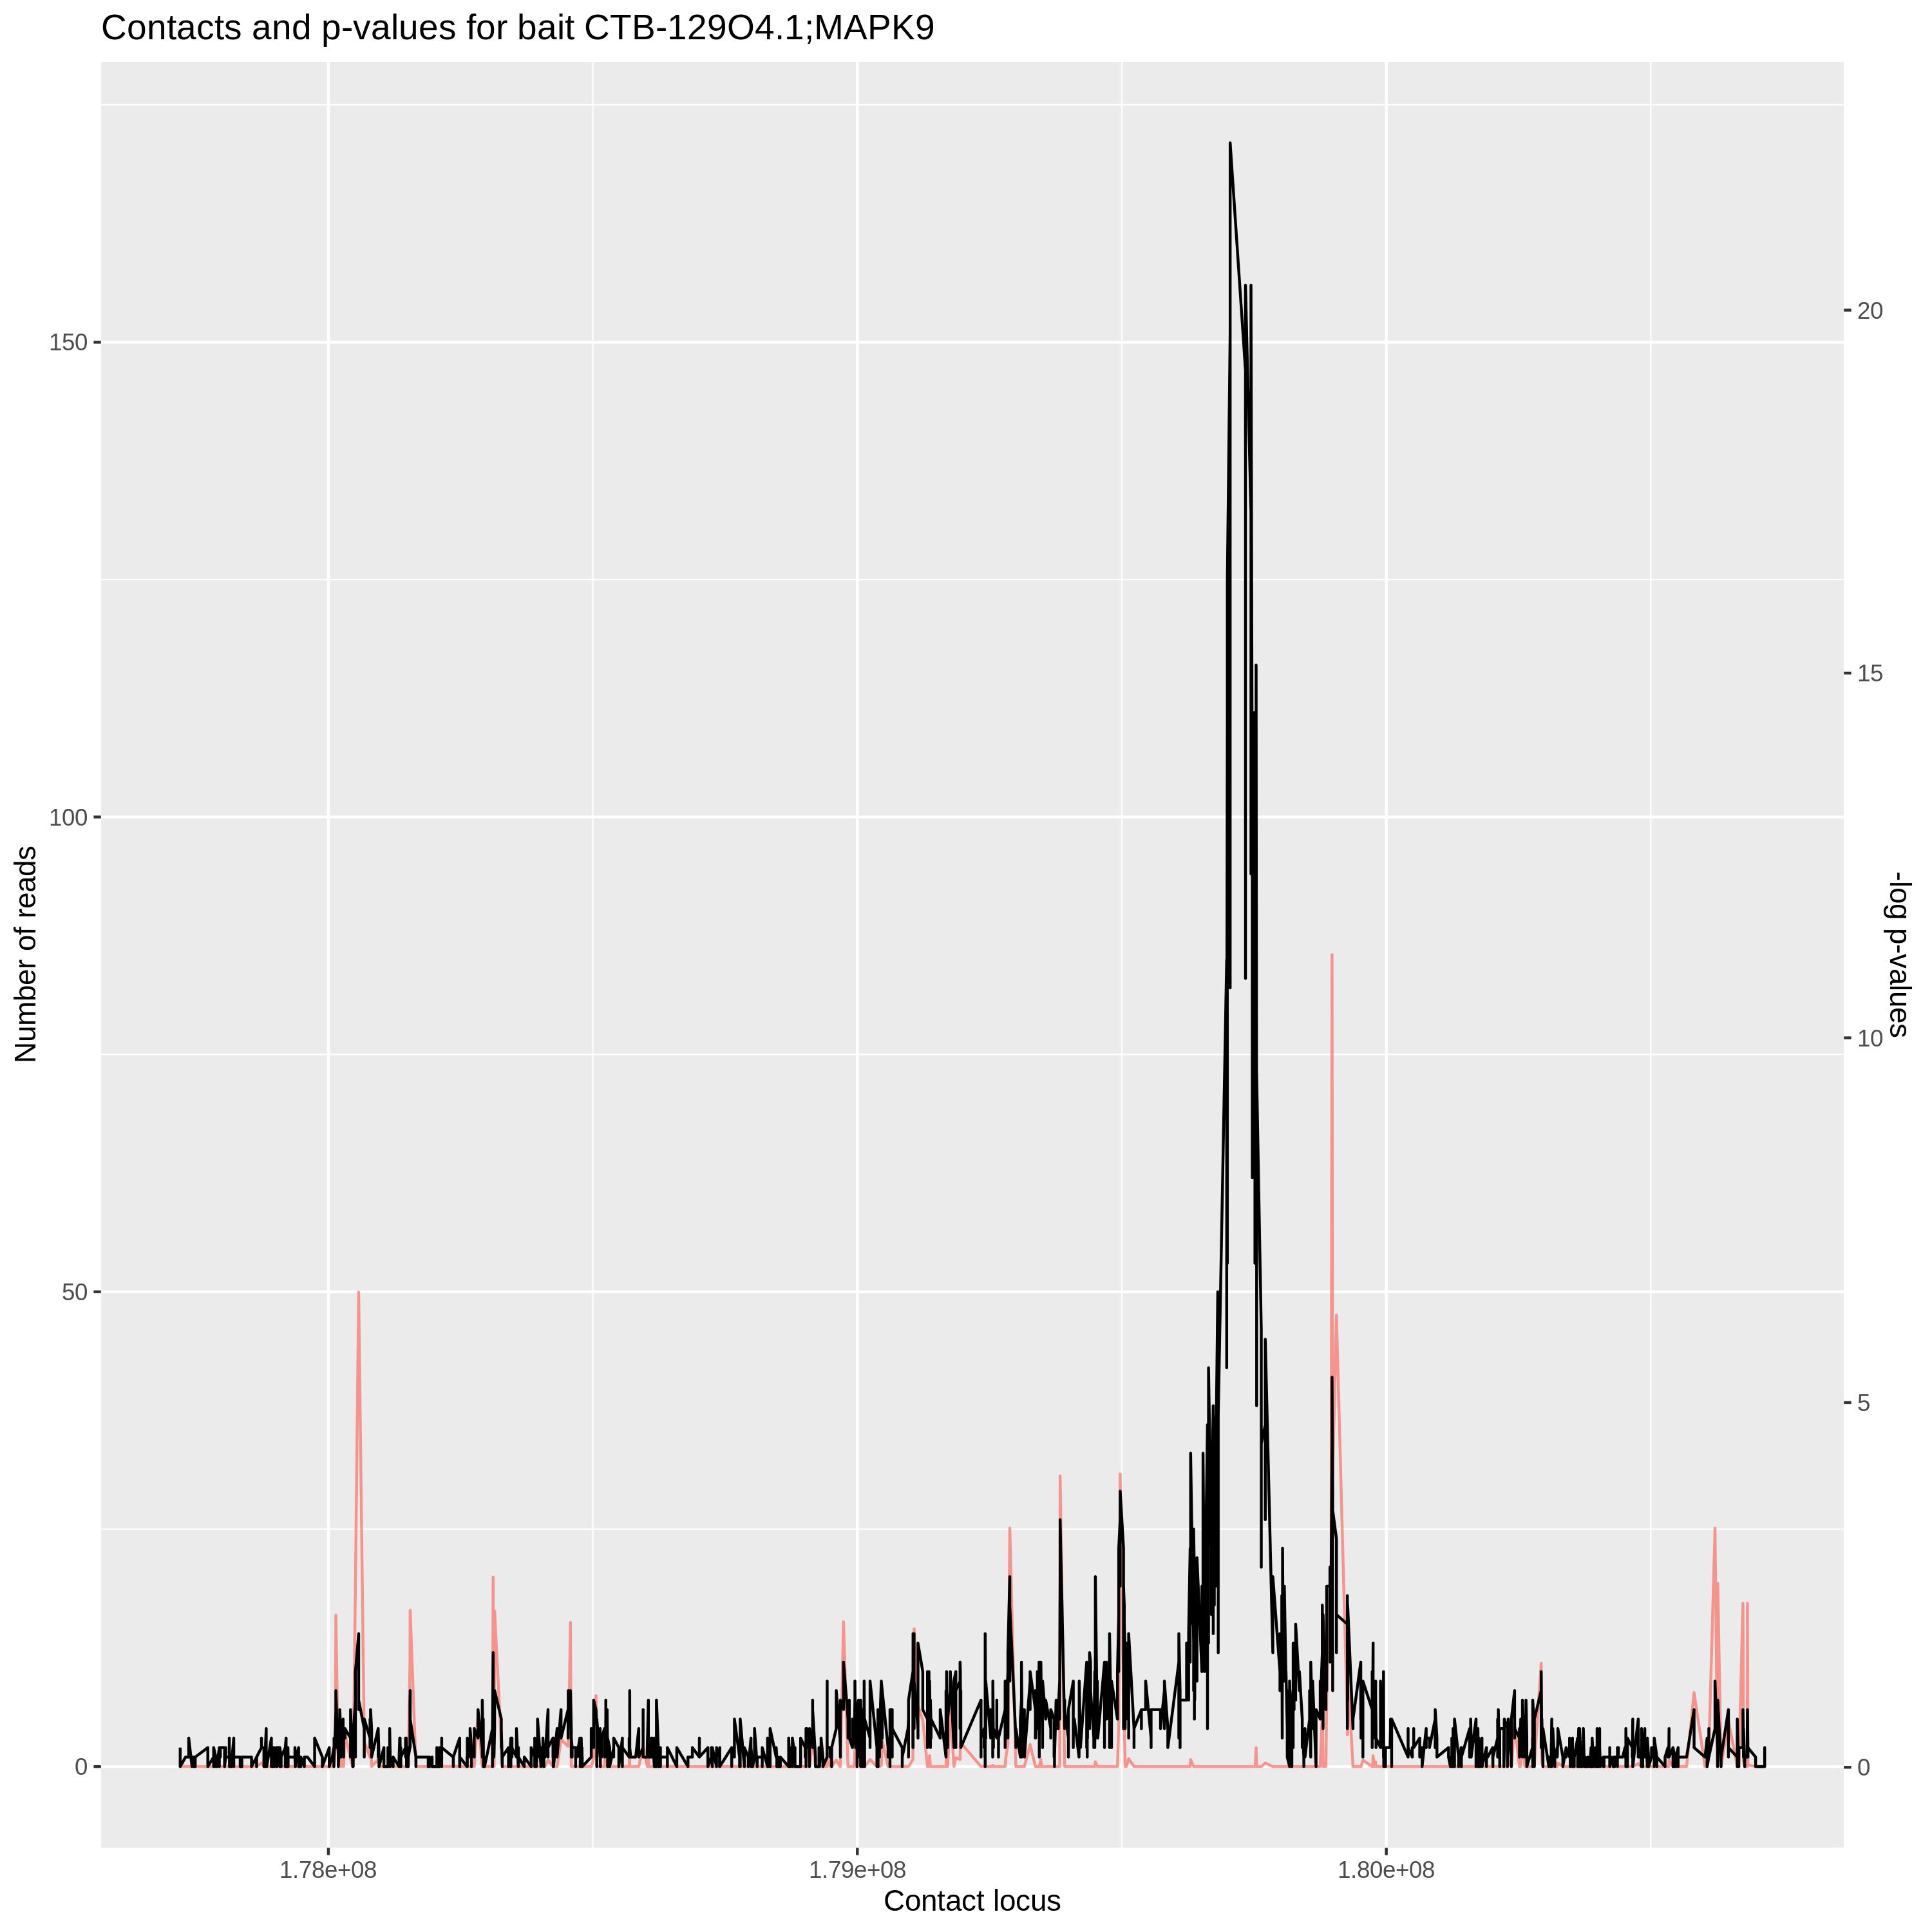 Contacts and p-values for bait CTB-129O4.1;MAPK9
150
100
50
0
Number of reads
20
15
10
5
0
-log p-values
1.78e+08
1.79e+08
1.80e+08
Contact locus